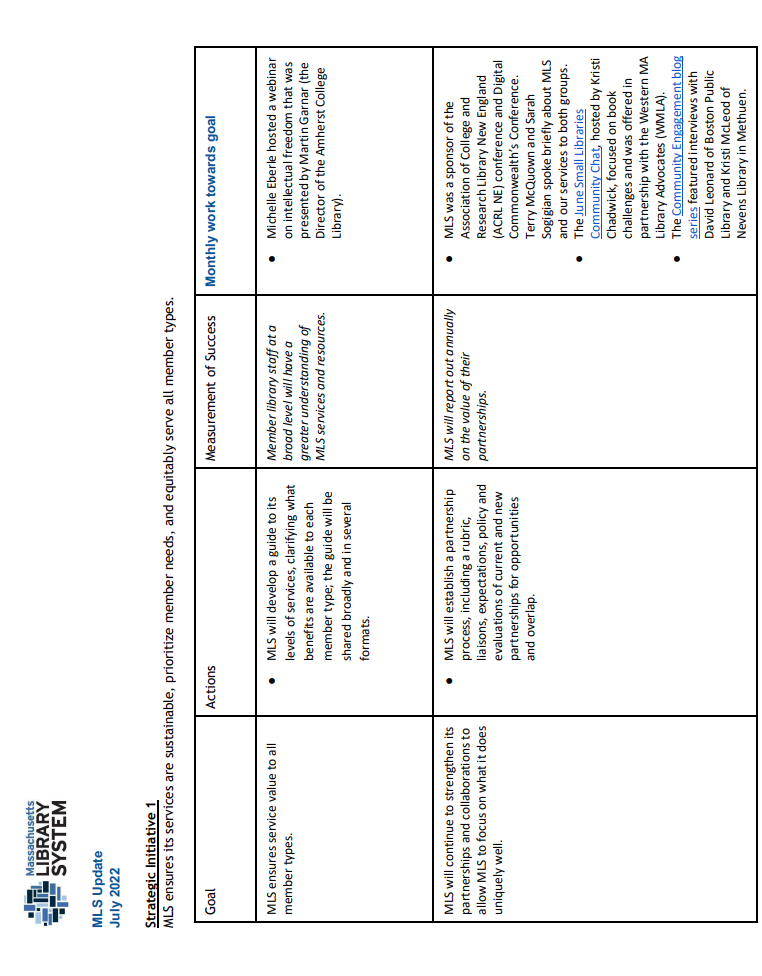 Massachusetts
LIBRARY
SYSTEM
MLS Update
July 2022
Strategic Initiative 1
MLS ensures its services are sustainable, prioritize member needs, and equitably serve all member types.
Goal
Actions
Measurement of Success
Monthly work towards goal
MLS ensures service value to all
member types.
● MLS will develop a guide to its
levels of services, clarifying what
benefits are available to each
member type; the guide will be
shared broadly and in several
formats.
Member library staff at a
broad level will have a
greater understanding of
MLS services and resources.
● Michelle Eberle hosted a webinar
on intellectual freedom that was
presented by Martin Garnar (the
Director of the Amherst College
Library).
MLS will continue to strengthen its
partnerships and collaborations to
allow MLS to focus on what it does
uniquely well.
● MLS will establish a partnership
process, including a rubric,
liaisons, expectations, policy and
evaluations of current and new
partnerships for opportunities
and overlap.
MLS will report out annually
on the value of their
partnerships.
● MLS was a sponsor of the
Association of College and
Research Library New England
(ACRL NE) conference and Digital
Commonwealth's Conference.
Terry McQuown and Sarah
Sogigian spoke briefly about MLS
and our services to both groups.
● The June Small Libraries
Community Chat, hosted by Kristi
Chadwick, focused on book
challenges and was offered in
partnership with the Western MA
Library Advocates (WMLA).
● The Community Engagement blog
series featured interviews with
David Leonard of Boston Public
Library and Kristi McLeod of
Nevens Library in Methuen.